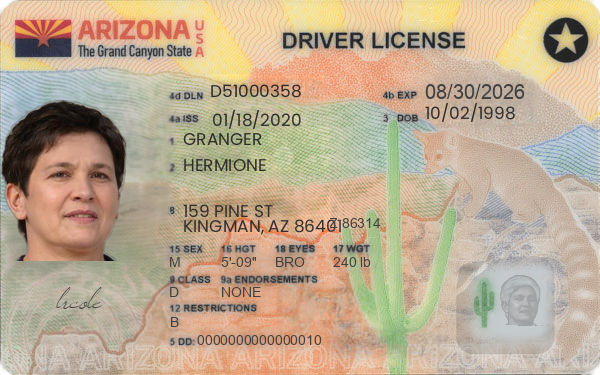 ARIZONA USA
The Grand Canyon State
DRIVER LICENSE
4d DLN D51000358
4b EXP 08/30/2026
4a ISS 01/18/2020
3 DOB 10/02/1998
1 GRANGER
2 HERMIONE
8 159 PINE ST
KINGMAN, AZ 86401
86314
15 SEX 16 HGT 18 EYES 17 WGT
M 5'-09" BRO 240 lb
9 CLASS 9a ENDORSEMENTS
D NONE
12 RESTRICTIONS
B
5 DD: 0000000000000010
ARIZONA ARIZONA ARIZONA ARIZONA